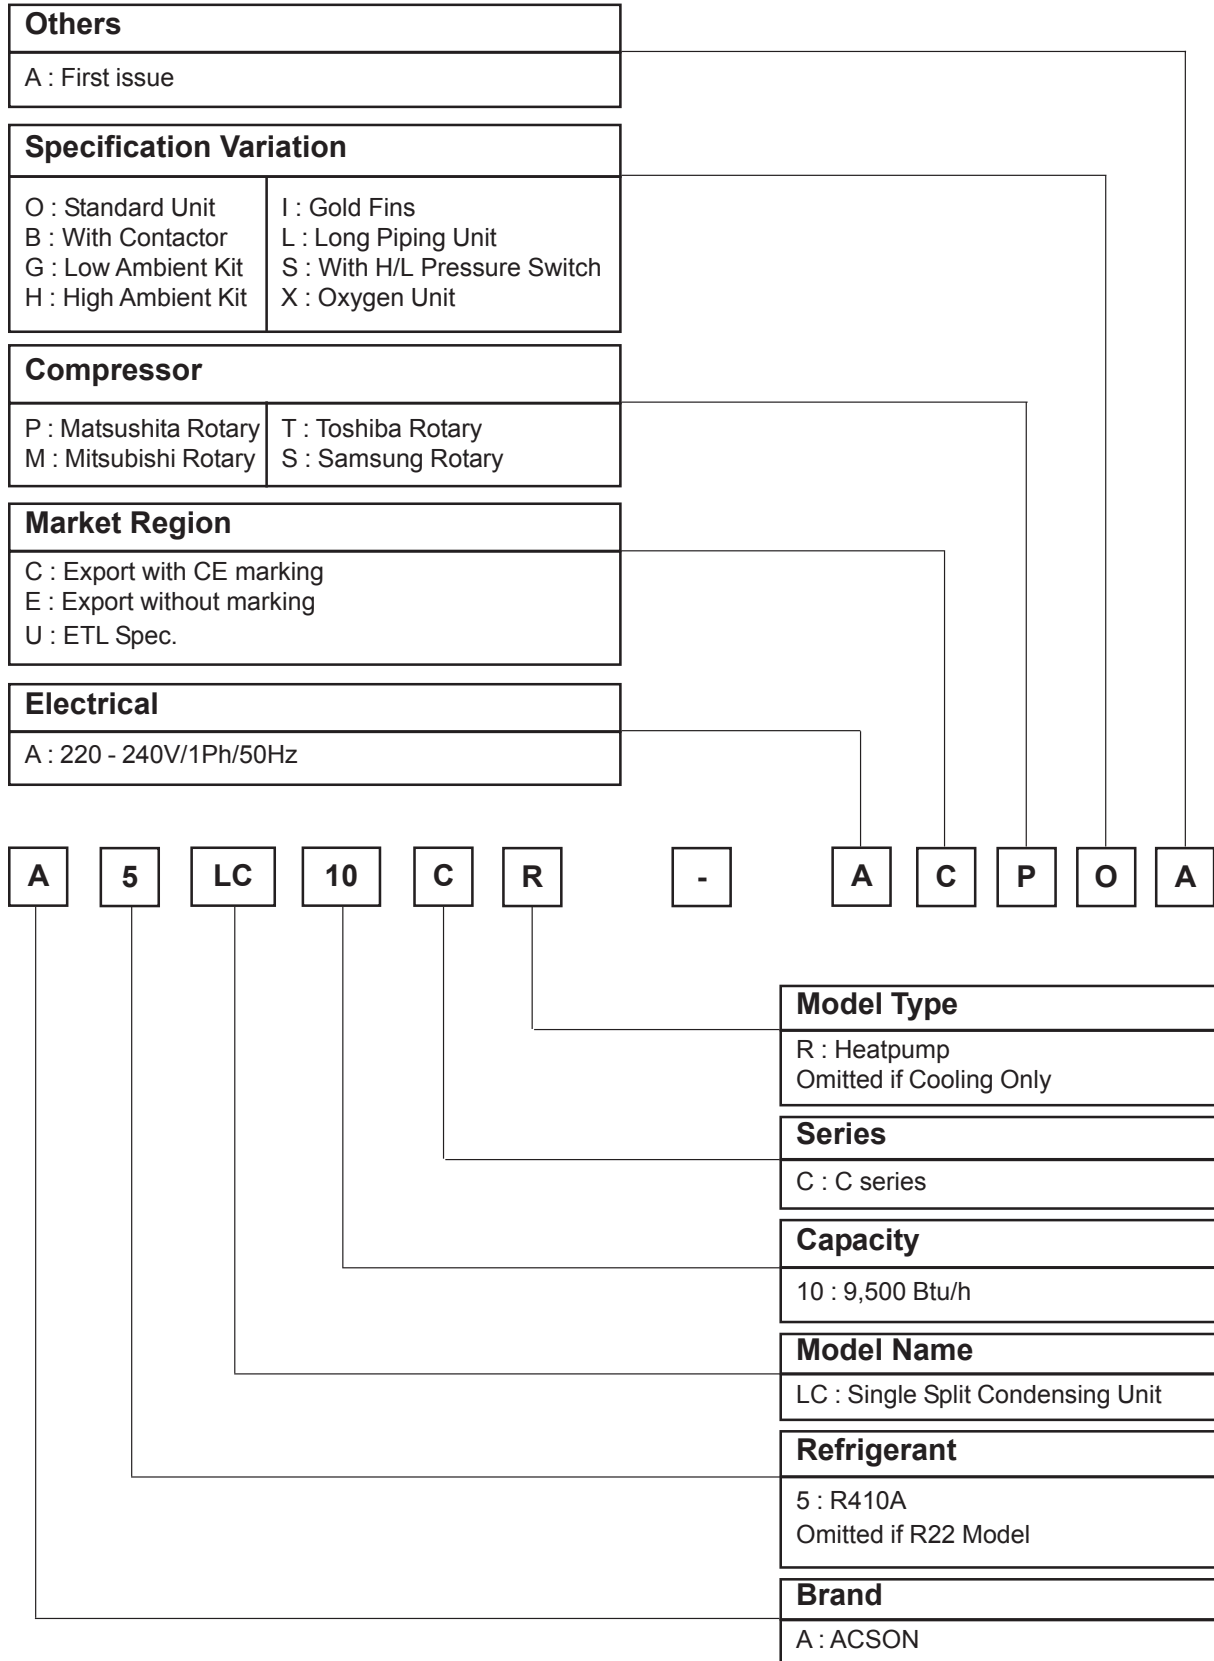 Others
A : First issue
Specification Variation
O : Standard Unit
B : With Contactor
G : Low Ambient Kit
H : High Ambient Kit
I : Gold Fins
L : Long Piping Unit
S : With H/L Pressure Switch
X : Oxygen Unit
Compressor
P : Matsushita Rotary
M : Mitsubishi Rotary
T : Toshiba Rotary
S : Samsung Rotary
Market Region
C : Export with CE marking
E : Export without marking
U : ETL Spec.
Electrical
A : 220 - 240V/1Ph/50Hz
A 5 LC 10 C R - A C P O A
Model Type
R : Heatpump
Omitted if Cooling Only
Series
C : C series
Capacity
10 : 9,500 Btu/h
Model Name
LC : Single Split Condensing Unit
Refrigerant
5 : R410A
Omitted if R22 Model
Brand
A : ACSON